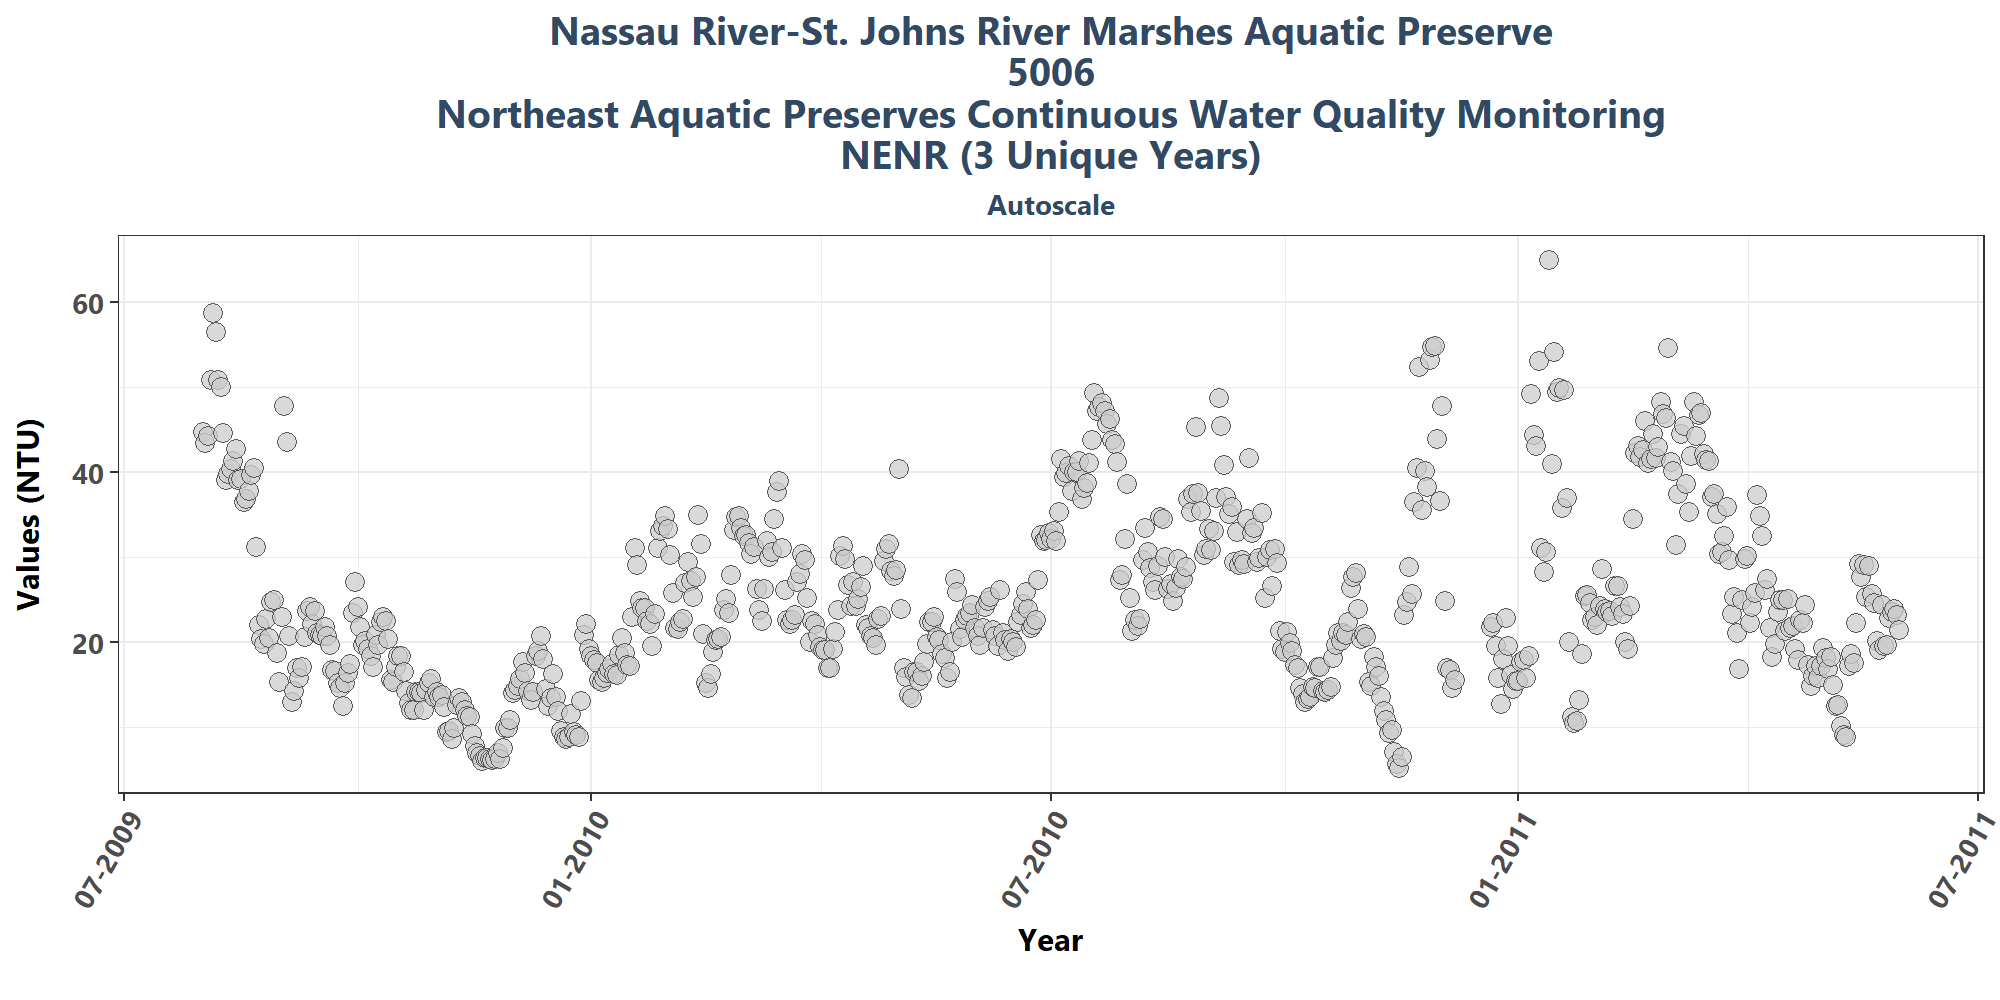 Nassau River-St. Johns River Marshes Aquatic Preserve
5006
Northeast Aquatic Preserves Continuous Water Quality Monitoring
NENR (3 Unique Years)
Autoscale
Values (NTU)
60
40
20
07-2009
01-2010
07-2010
01-2011
07-2011
Year